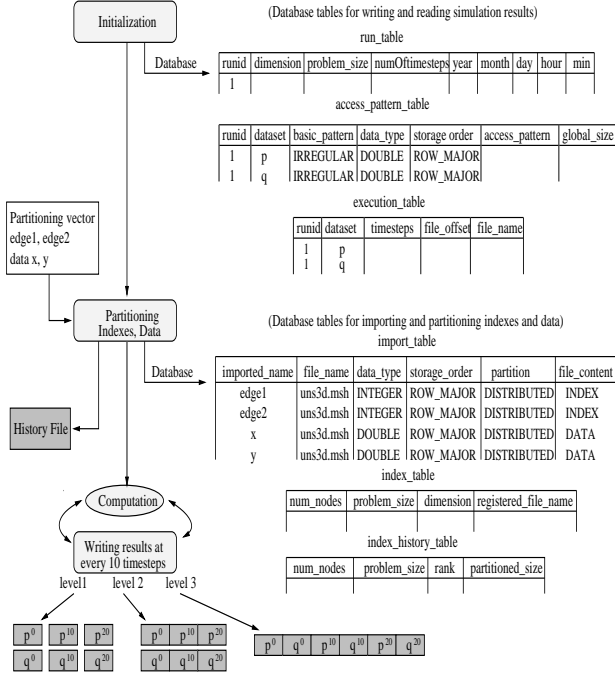 Initialization
(Database tables for writing and reading simulation results)
run_table
Database
runid dimension problem_size numOftimesteps year month day hour min
1
access_pattern_table
runid dataset basic_pattern data_type storage order access_pattern global_size
1 p IRREGULAR DOUBLE ROW_MAJOR
1 q IRREGULAR DOUBLE ROW_MAJOR
execution_table
runid dataset timesteps file_offset file_name
1 p
1 q
Partitioning vector
edge1, edge2
data x, y
Partitioning
Indexes, Data
(Database tables for importing and partitioning indexes and data)
import_table
Database
imported_name file_name data_type storage_order partition file_content
edge1 uns3d.msh INTEGER ROW_MAJOR DISTRIBUTED INDEX
edge2 uns3d.msh INTEGER ROW_MAJOR DISTRIBUTED INDEX
x uns3d.msh DOUBLE ROW_MAJOR DISTRIBUTED DATA
y uns3d.msh DOUBLE ROW_MAJOR DISTRIBUTED DATA
History File
index_table
num_nodes problem_size dimension registered_file_name
Computation
index_history_table
num_nodes problem_size rank partitioned_size
Writing results at
every 10 timesteps
level1 level 2 level 3
p0 p10 p20 p0 p10 p20
q0 q10 q20 q0 q10 q20
p0 q0 p10 q10 p20 q20